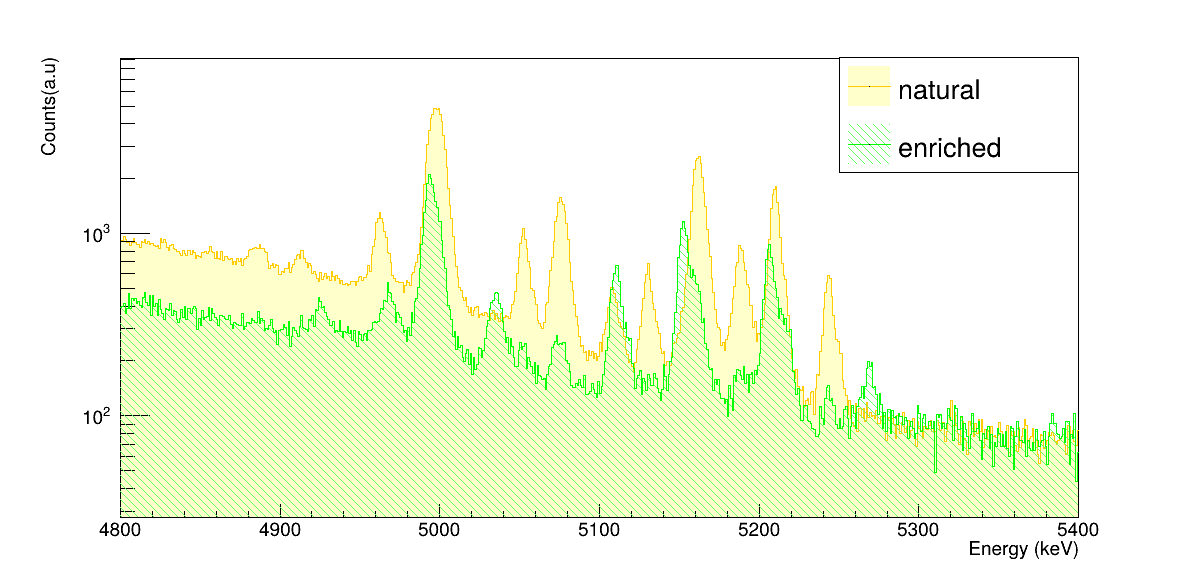 Counts(a.u)
natural
enriched
10³
10²
4800 4900 5000 5100 5200 5300 5400
Energy (keV)